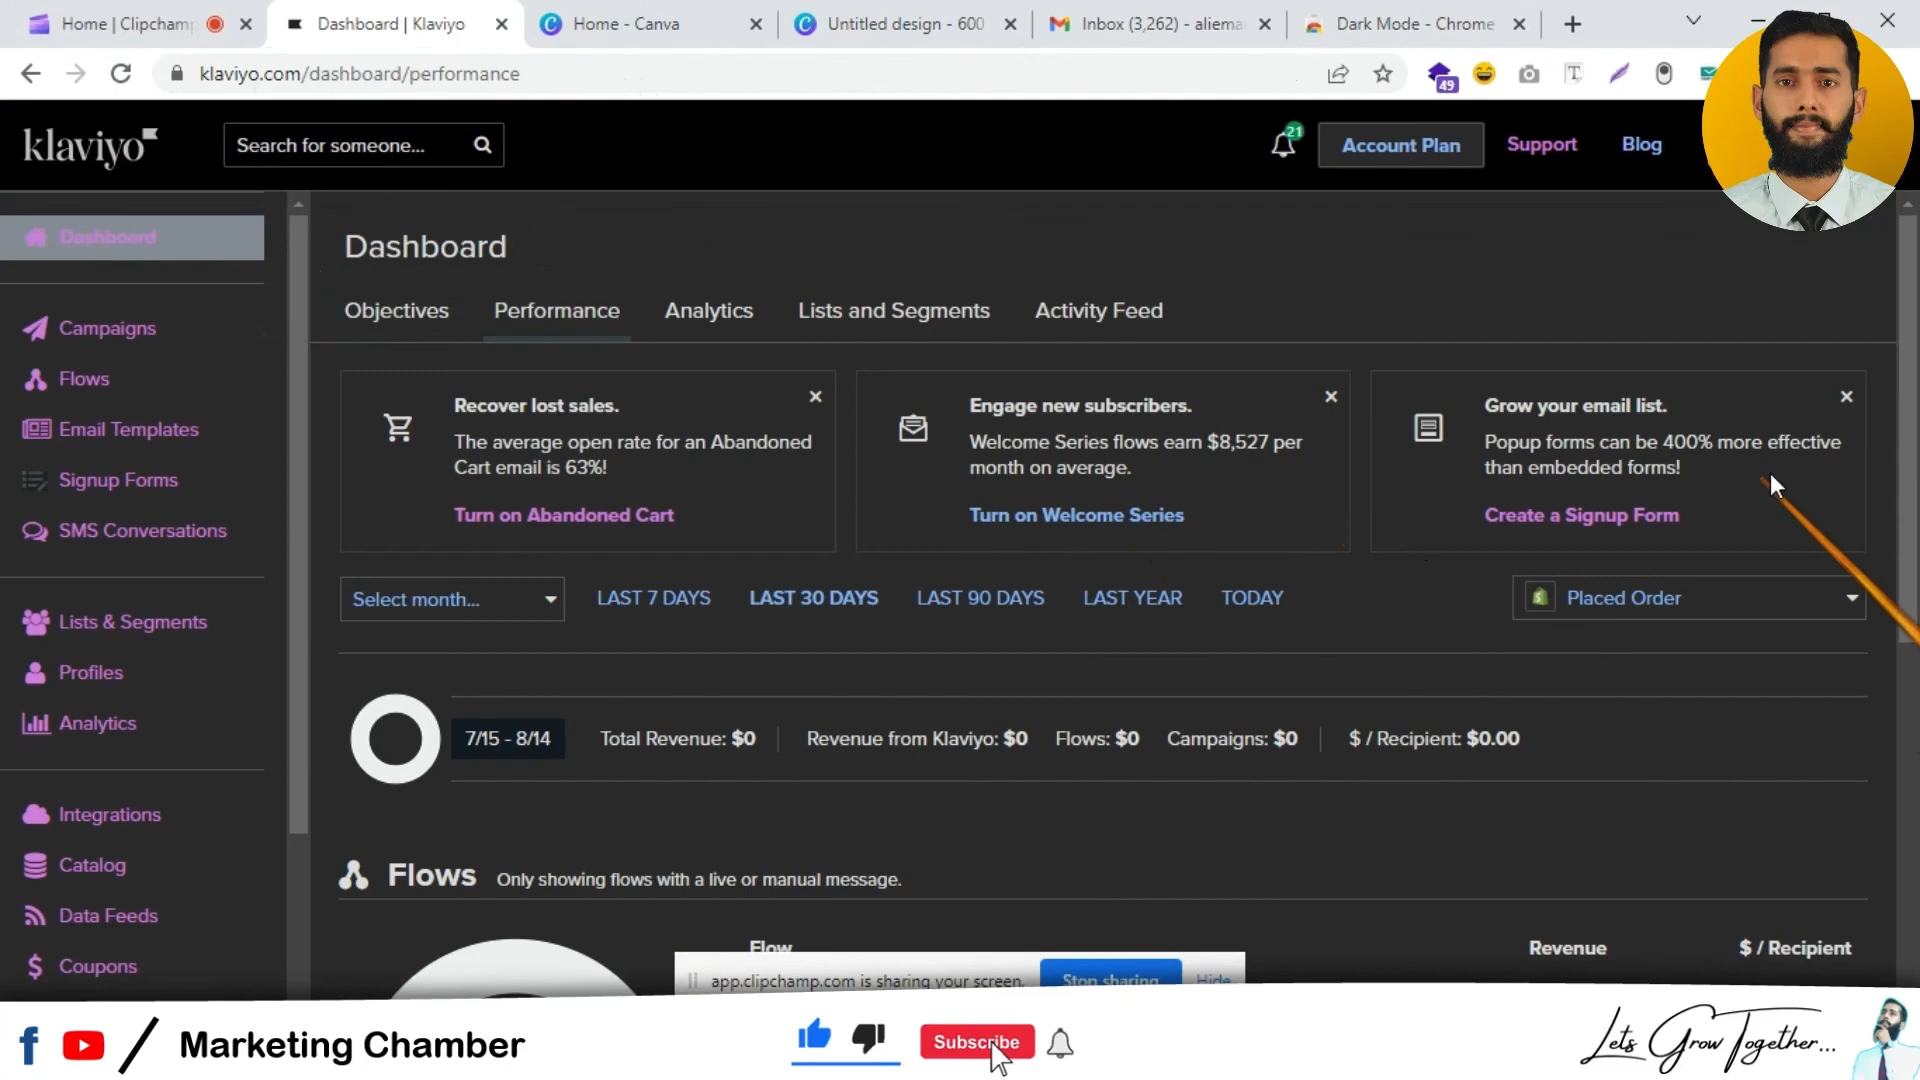 Home | Clipchamp
Dashboard | Klaviyo
Home - Canva
Untitled design - 600
Inbox (3,262) - aliema
Dark Mode - Chrome
klaviyo.com/dashboard/performance
49
klaviyo
Search for someone...
21
Account Plan
Support
Blog
Dashboard
Campaigns
Flows
Email Templates
Signup Forms
SMS Conversations
Lists & Segments
Profiles
Analytics
Integrations
Catalog
Data Feeds
Coupons
Dashboard
Objectives
Performance
Analytics
Lists and Segments
Activity Feed
Recover lost sales.
The average open rate for an Abandoned
Cart email is 63%!
Turn on Abandoned Cart
Engage new subscribers.
Welcome Series flows earn $8,527 per
month on average.
Turn on Welcome Series
Grow your email list.
Popup forms can be 400% more effective
than embedded forms!
Create a Signup Form
Select month...
LAST 7 DAYS
LAST 30 DAYS
LAST 90 DAYS
LAST YEAR
TODAY
Placed Order
7/15 - 8/14
Total Revenue: $0
Revenue from Klaviyo: $0
Flows: $0
Campaigns: $0
$ / Recipient: $0.00
Flows
Only showing flows with a live or manual message.
Flow
Revenue
$ / Recipient
app.clipchamp.com is sharing your screen.
Stop sharing
Hide
Marketing Chamber
Subscribe
Lets Grow Together...